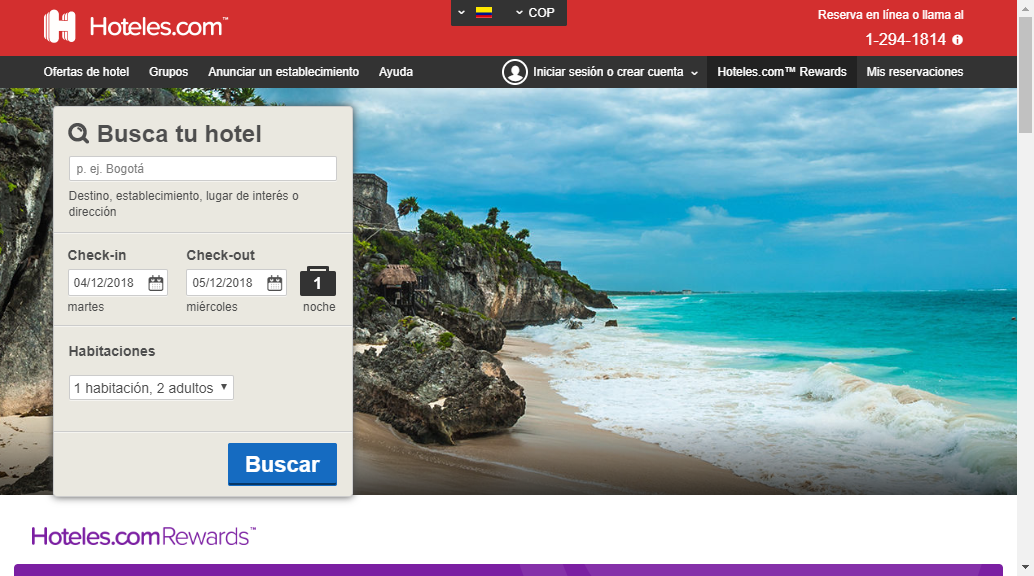 Hoteles.com™
COP
Reserva en línea o llama al
1-294-1814
Ofertas de hotel Grupos Anunciar un establecimiento Ayuda Iniciar sesión o crear cuenta Hoteles.com™ Rewards Mis reservaciones
Busca tu hotel
p. ej. Bogotá
Destino, establecimiento, lugar de interés o
dirección
Check-in Check-out
04/12/2018 05/12/2018 1
martes miércoles noche
Habitaciones
1 habitación, 2 adultos
Buscar
Hoteles.com Rewards™